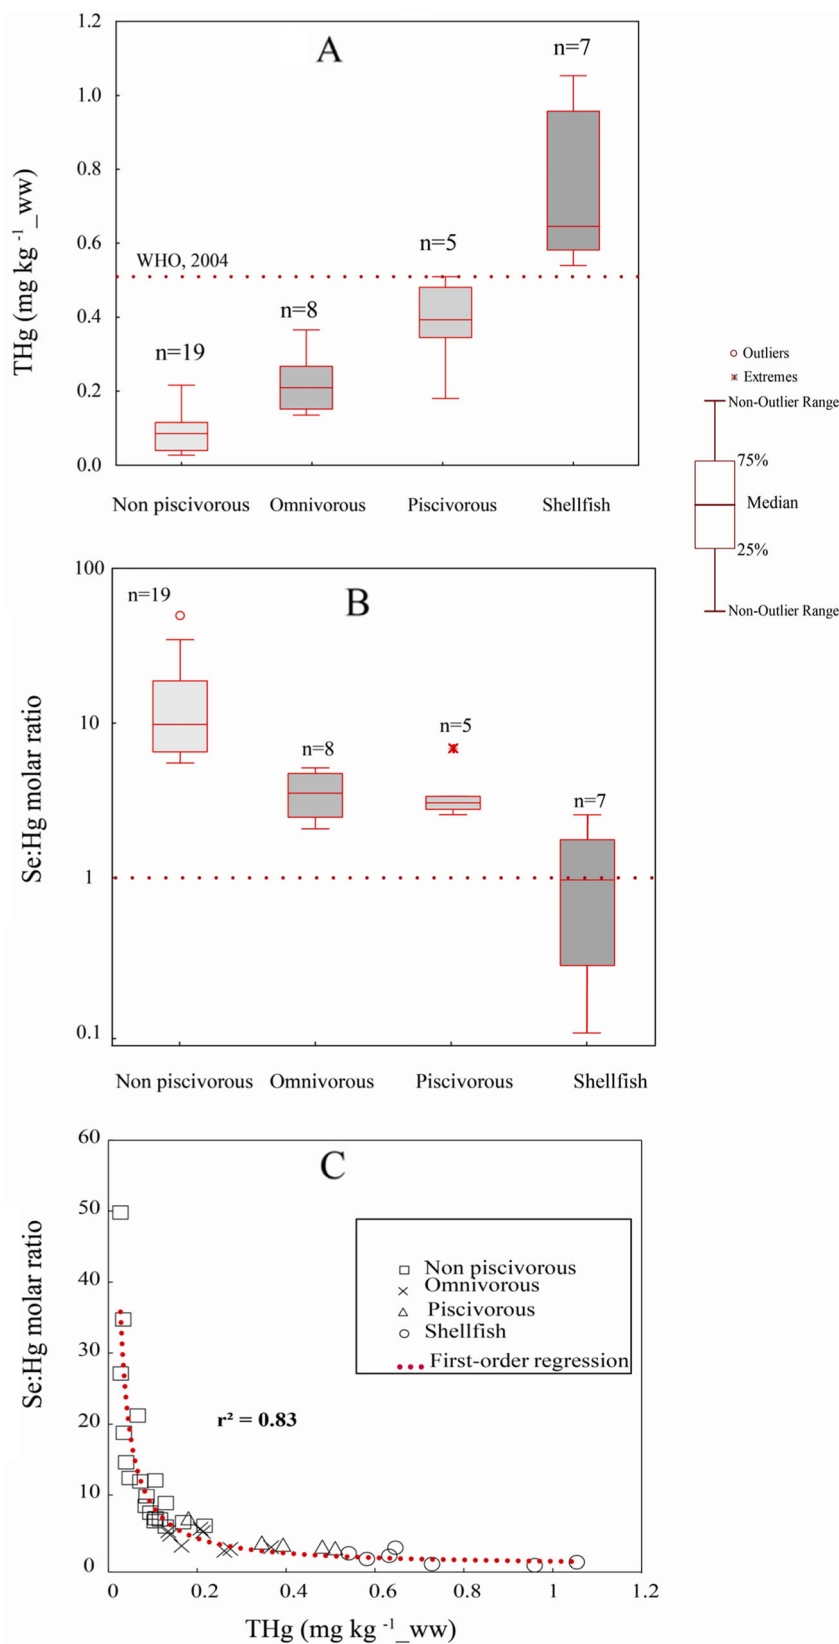 A
1.2
1.0
0.8
0.6
0.4
0.2
0.0
THg (mg kg -1_ww)
WHO, 2004
n=19
n=8
n=5
n=7
Non piscivorous Omnivorous Piscivorous Shellfish
Outliers
Extremes
Non-Outlier Range
75%
Median
25%
Non-Outlier Range
B
100
10
1
0.1
Se:Hg molar ratio
n=19
n=8
n=5
n=7
Non piscivorous Omnivorous Piscivorous Shellfish
C
60
50
40
30
20
10
0
Se:Hg molar ratio
Non piscivorous
Omnivorous
Piscivorous
Shellfish
First-order regression
r² = 0.83
0 0.2 0.4 0.6 0.8 1 1.2
THg (mg kg -1_ww)